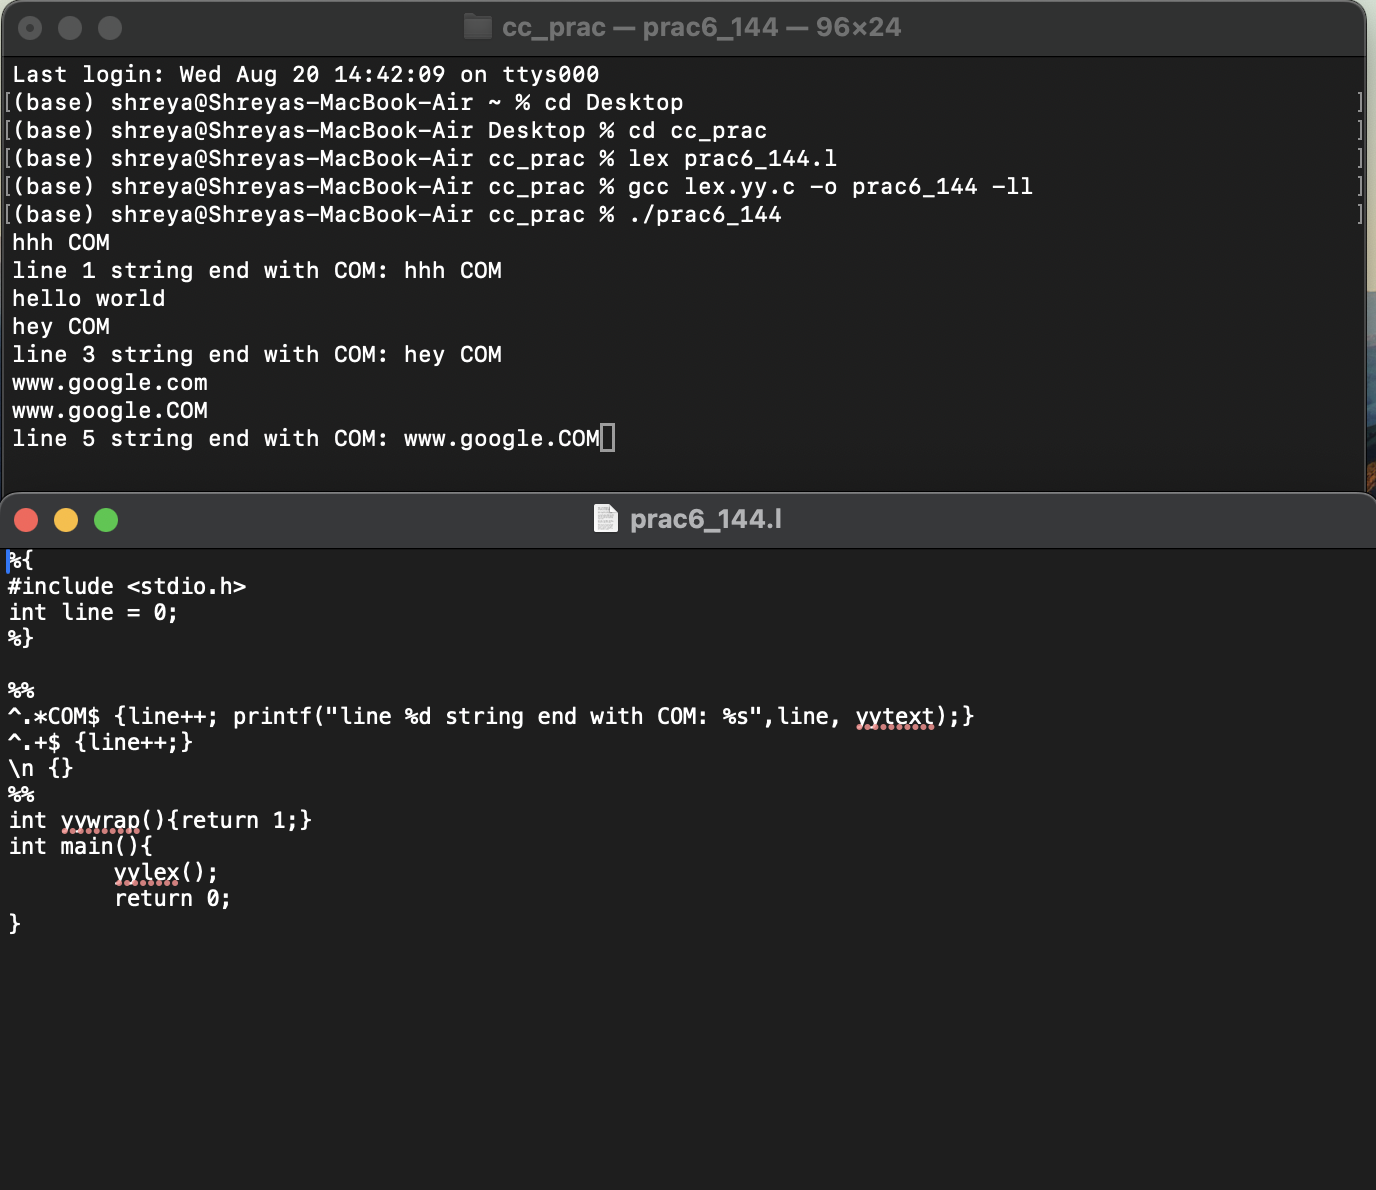 cc_prac — prac6_144 — 96×24
Last login: Wed Aug 20 14:42:09 on ttys000
[(base) shreya@Shreyas-MacBook-Air ~ % cd Desktop ]
[(base) shreya@Shreyas-MacBook-Air Desktop % cd cc_prac ]
[(base) shreya@Shreyas-MacBook-Air cc_prac % lex prac6_144.l ]
[(base) shreya@Shreyas-MacBook-Air cc_prac % gcc lex.yy.c -o prac6_144 -ll ]
[(base) shreya@Shreyas-MacBook-Air cc_prac % ./prac6_144 ]
hhh COM
line 1 string end with COM: hhh COM
hello world
hey COM
line 3 string end with COM: hey COM
www.google.com
www.google.COM
line 5 string end with COM: www.google.COM
prac6_144.l
%{
#include <stdio.h>
int line = 0;
%}
%%
^.*COM$ {line++; printf("line %d string end with COM: %s",line, yytext);}
^.+$ {line++;}
\n {}
%%
int yywrap(){return 1;}
int main(){
        yylex();
        return 0;
}